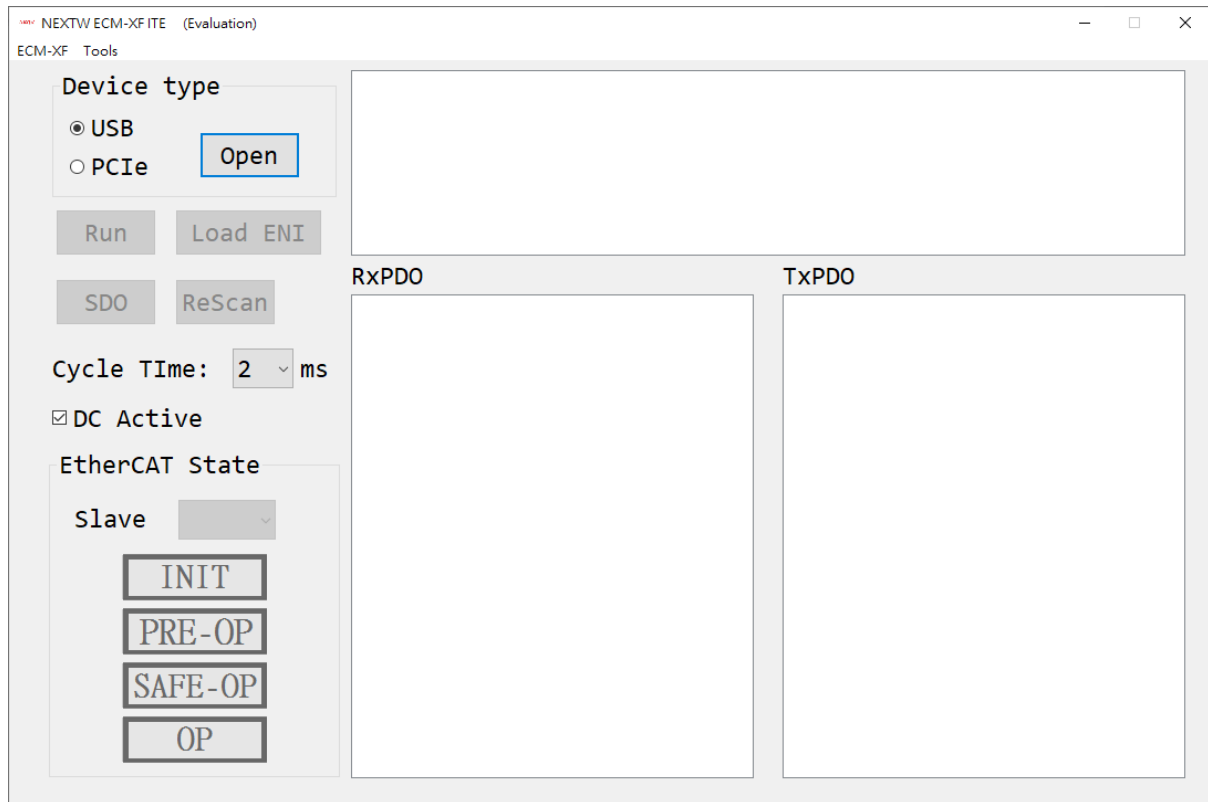 NEXTW ECM-XF ITE (Evaluation)
ECM-XF Tools
Device type
USB
PCIe
Open
Run
Load ENI
SDO
ReScan
Cycle TIme: 2 ms
DC Active
EtherCAT State
Slave
INIT
PRE-OP
SAFE-OP
OP
RxPDO
TxPDO